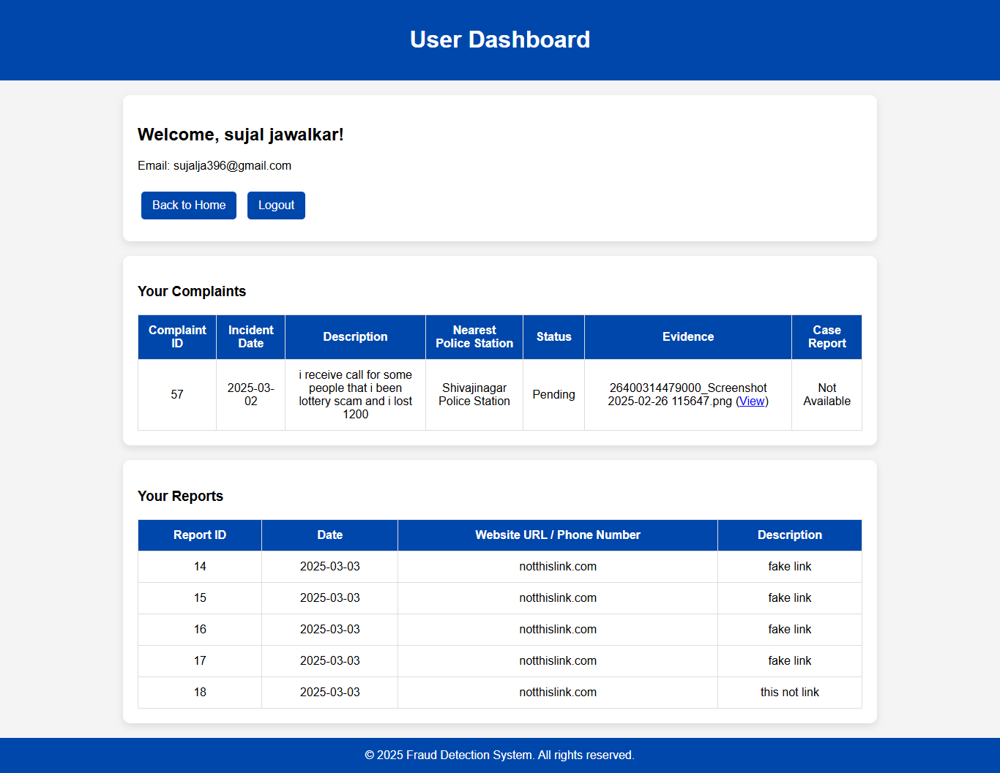 User Dashboard
Welcome, sujal jawalkar!
Email: sujalja396@gmail.com
Back to Home Logout
Your Complaints
Complaint ID Incident Date Description Nearest Police Station Status Evidence Case Report
57 2025-03-02 i receive call for some people that i been lottery scam and i lost 1200 Shivajinagar Police Station Pending 26400314479000_Screenshot 2025-02-26 115647.png (View) Not Available
Your Reports
Report ID Date Website URL / Phone Number Description
14 2025-03-03 notthislink.com fake link
15 2025-03-03 notthislink.com fake link
16 2025-03-03 notthislink.com fake link
17 2025-03-03 notthislink.com fake link
18 2025-03-03 notthislink.com this not link
© 2025 Fraud Detection System. All rights reserved.